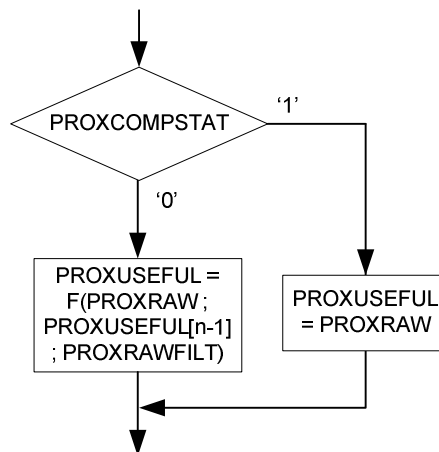 PROXCOMPSTAT
‘1’
‘0’
PROXUSEFUL =
F(PROXRAW ;
PROXUSEFUL[n-1]
; PROXRAWFILT)
PROXUSEFUL
= PROXRAW